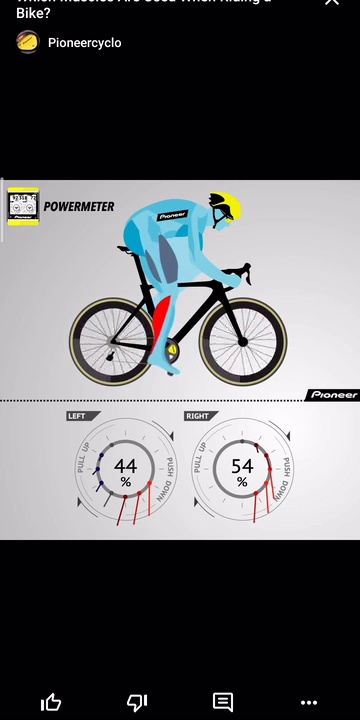 Which Muscles Are Used When Riding a
Bike?
Pioneercyclo
POWERMETER
Pioneer
Pioneer
LEFT
RIGHT
PULL UP
44
%
PUSH DOWN
PULL UP
54
%
PUSH DOWN